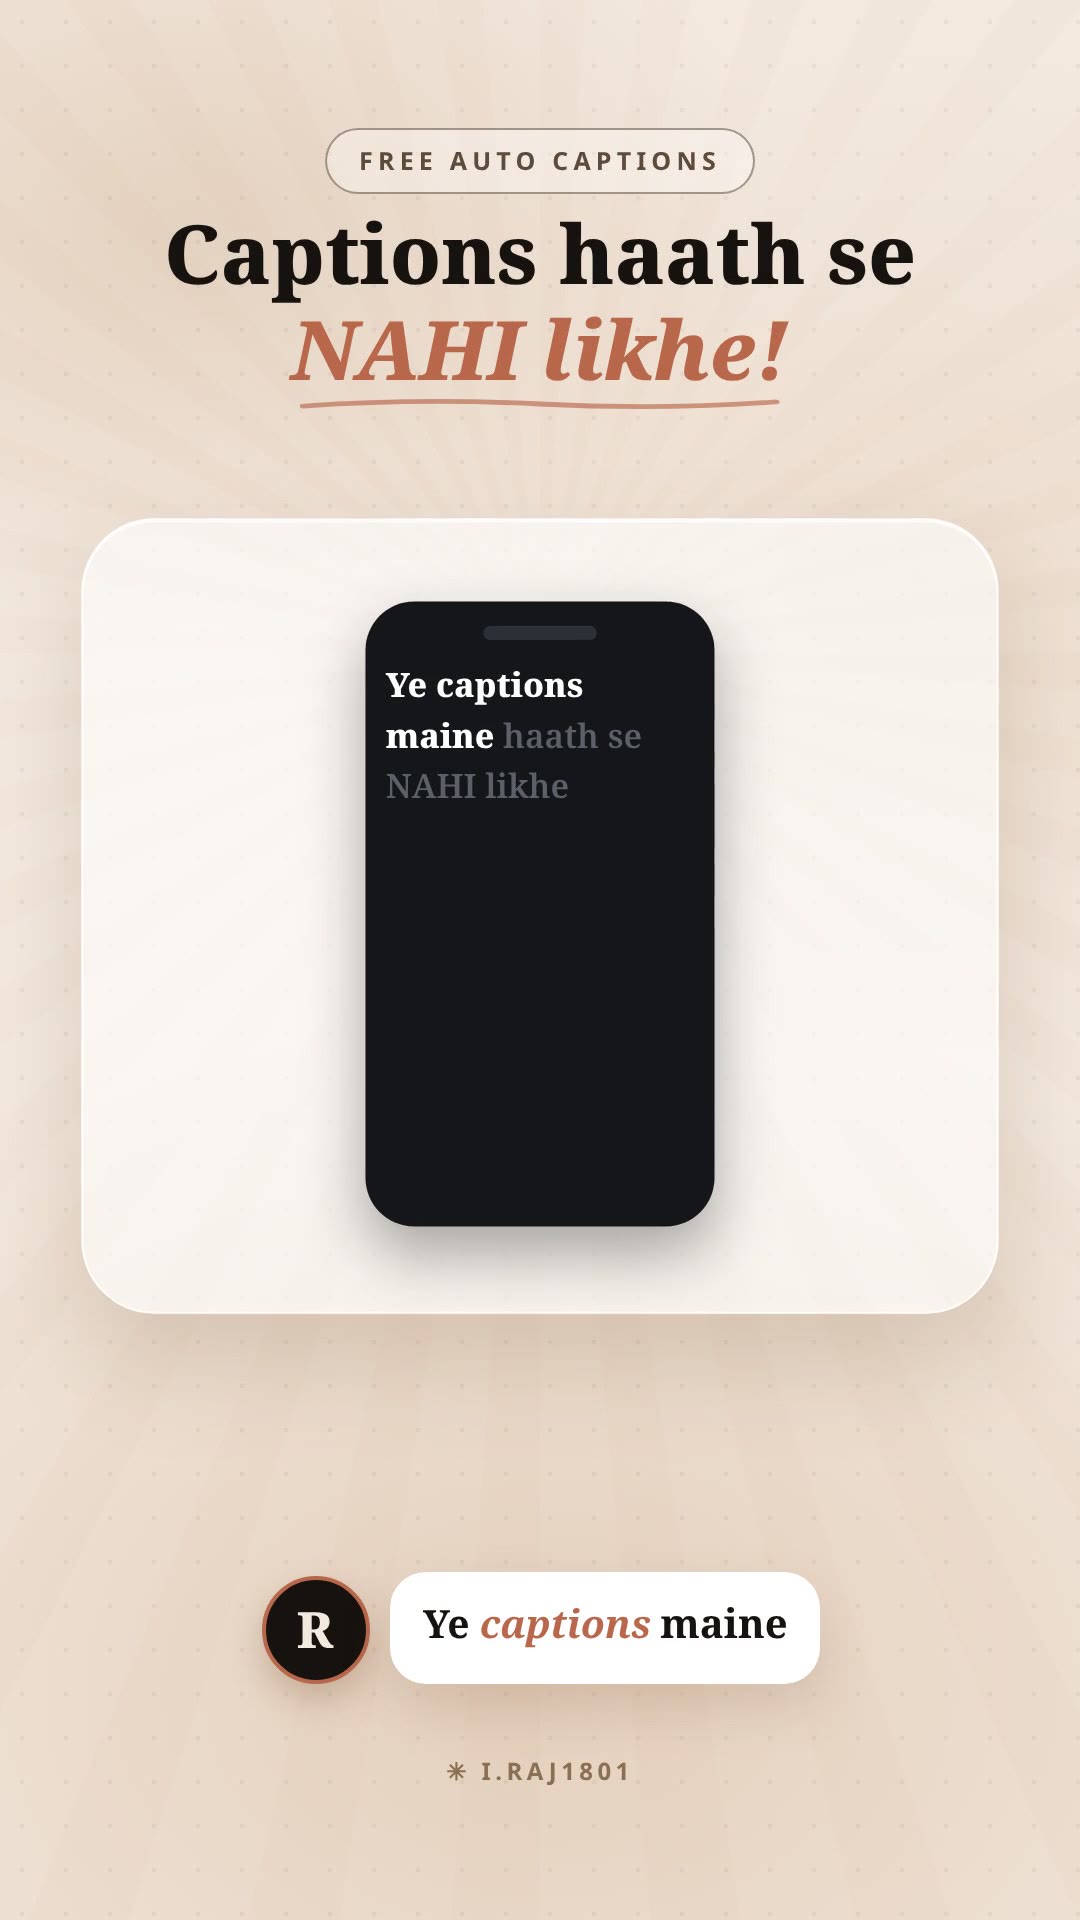 FREE AUTO CAPTIONS
Captions haath se
NAHI likhe!
Ye captions
maine haath se
NAHI likhe
R
Ye captions maine
✳ I.RAJ1801